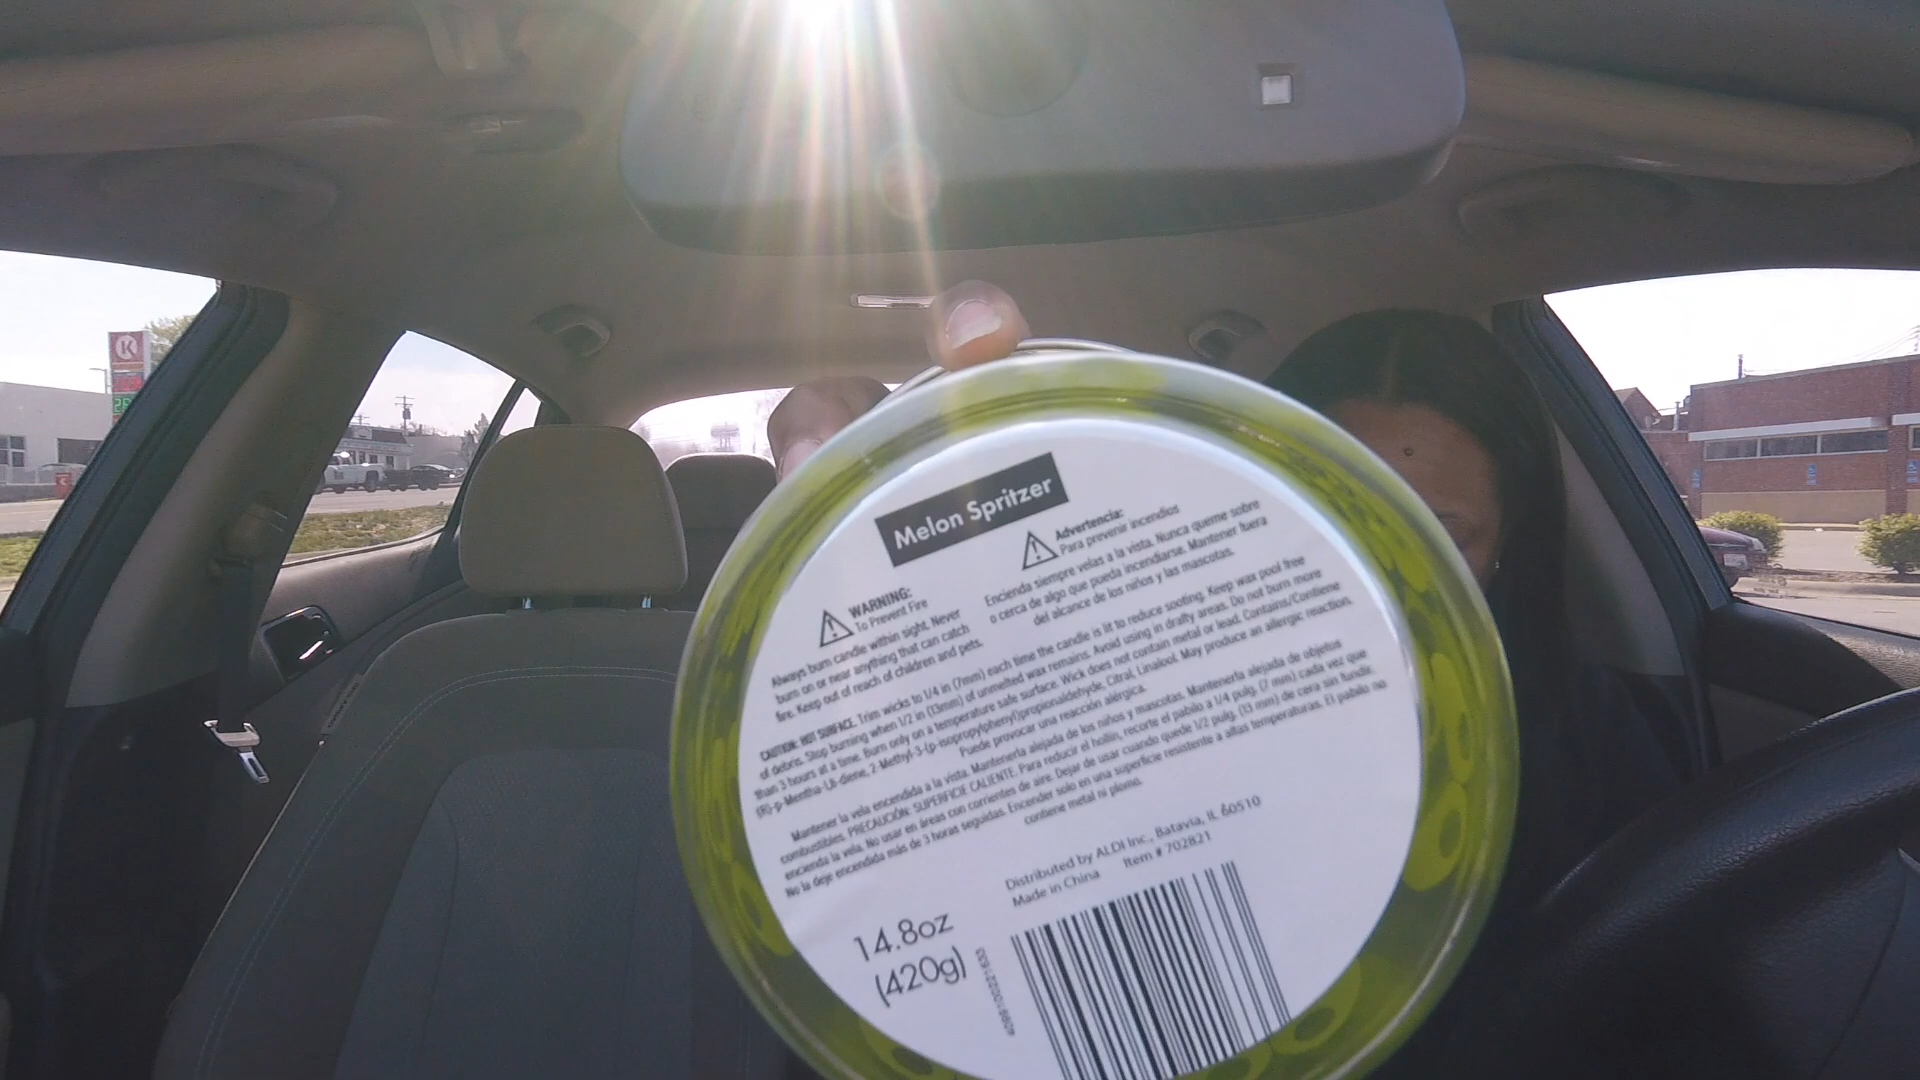 K
Melon Spritzer
WARNING:
To Prevent Fire
Always burn candle within sight. Never
burn on or near anything that can catch
fire. Keep out of reach of children and pets.
Advertencia:
Para prevenir incendios
Encienda siempre velas a la vista. Nunca queme sobre
o cerca de algo que pueda incendiarse. Mantener fuera
del alcance de los niños y las mascotas.
CAUTION: HOT SURFACE. Trim wicks to 1/4 in (7mm) each time the candle is lit to reduce sooting. Keep wax pool free
of debris. Stop burning when 1/2 in (13mm) of unmelted wax remains. Avoid using in drafty areas. Do not burn more
than 3 hours at a time. Burn only on a temperature safe surface. Wick does not contain metal or lead. Contains/Contiene
(R)-p-Mentha-1,8-diene, 2-Methyl-3-(p-isopropylphenyl)propionaldehyde, Citral, Linalool. May produce an allergic reaction.
Puede provocar una reacción alérgica.
Mantener la vela encendida a la vista. Mantenerla alejada de los niños y mascotas. Mantenerla alejada de objetos
combustibles. PRECAUCIÓN: SUPERFICIE CALIENTE. Para reducir el hollín, recorte el pabilo a 1/4 pulg. (7 mm) cada vez que
encienda la vela. No usar en áreas con corrientes de aire. Dejar de usar cuando quede 1/2 pulg. (13 mm) de cera sin fundir.
No la deje encendida más de 3 horas seguidas. Encender solo en una superficie resistente a altas temperaturas. El pabilo no
contiene metal ni plomo.
Distributed by ALDI Inc., Batavia, IL 60510
Made in China Item # 702821
14.8oz
(420g)